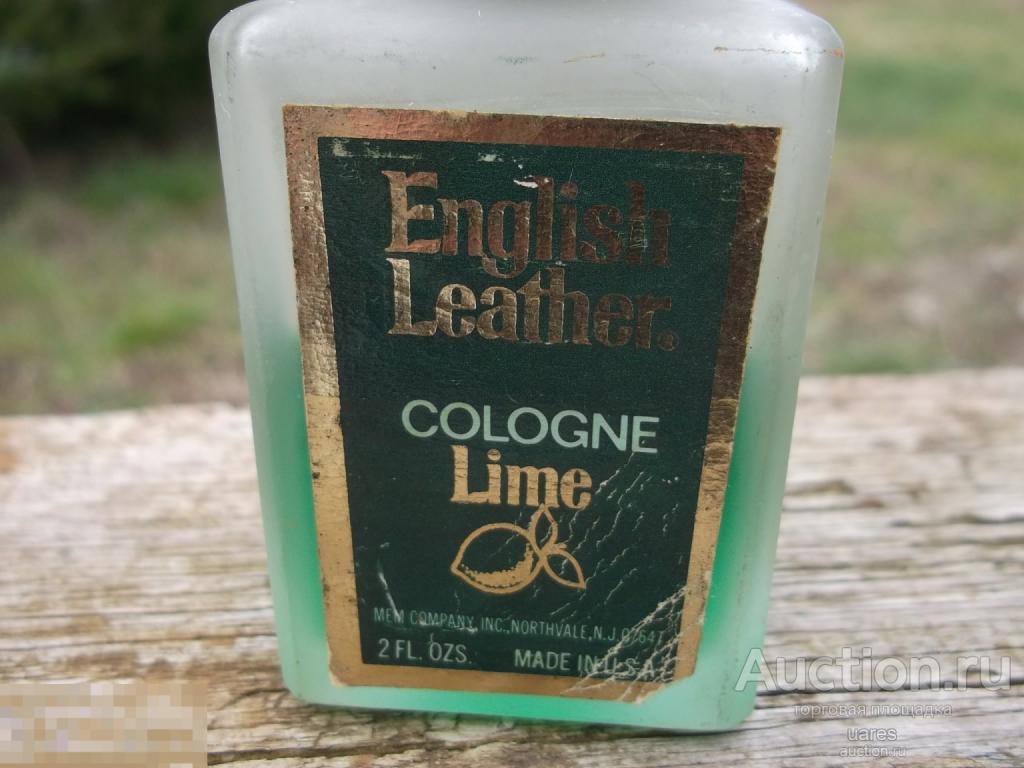 English
Leather.
COLOGNE
Lime
MEM COMPANY, INC., NORTHVALE, N.J. 07647
2 FL. OZS. MADE IN U.S.A.
Auction.ru
торговая площадка
uares
auction.ru